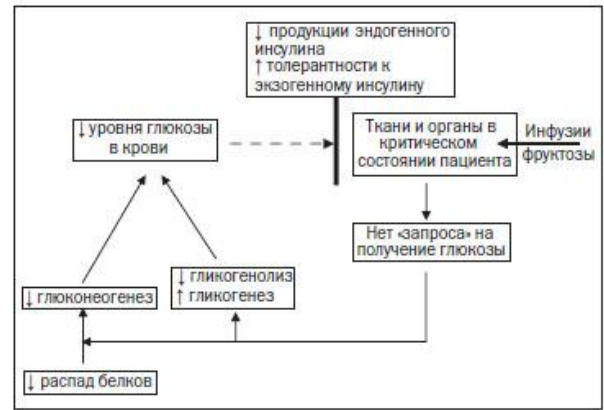 ↓ продукции эндогенного
инсулина
↑ толерантности к
экзогенному инсулину
↓уровня глюкозы
в крови
Ткани и органы в
критическом
состоянии пациента
Инфузии
фруктозы
Нет «запроса» на
получение глюкозы
↓глюконеогенез
↓ гликогенолиз
↑ гликогенез
↓ распад белков